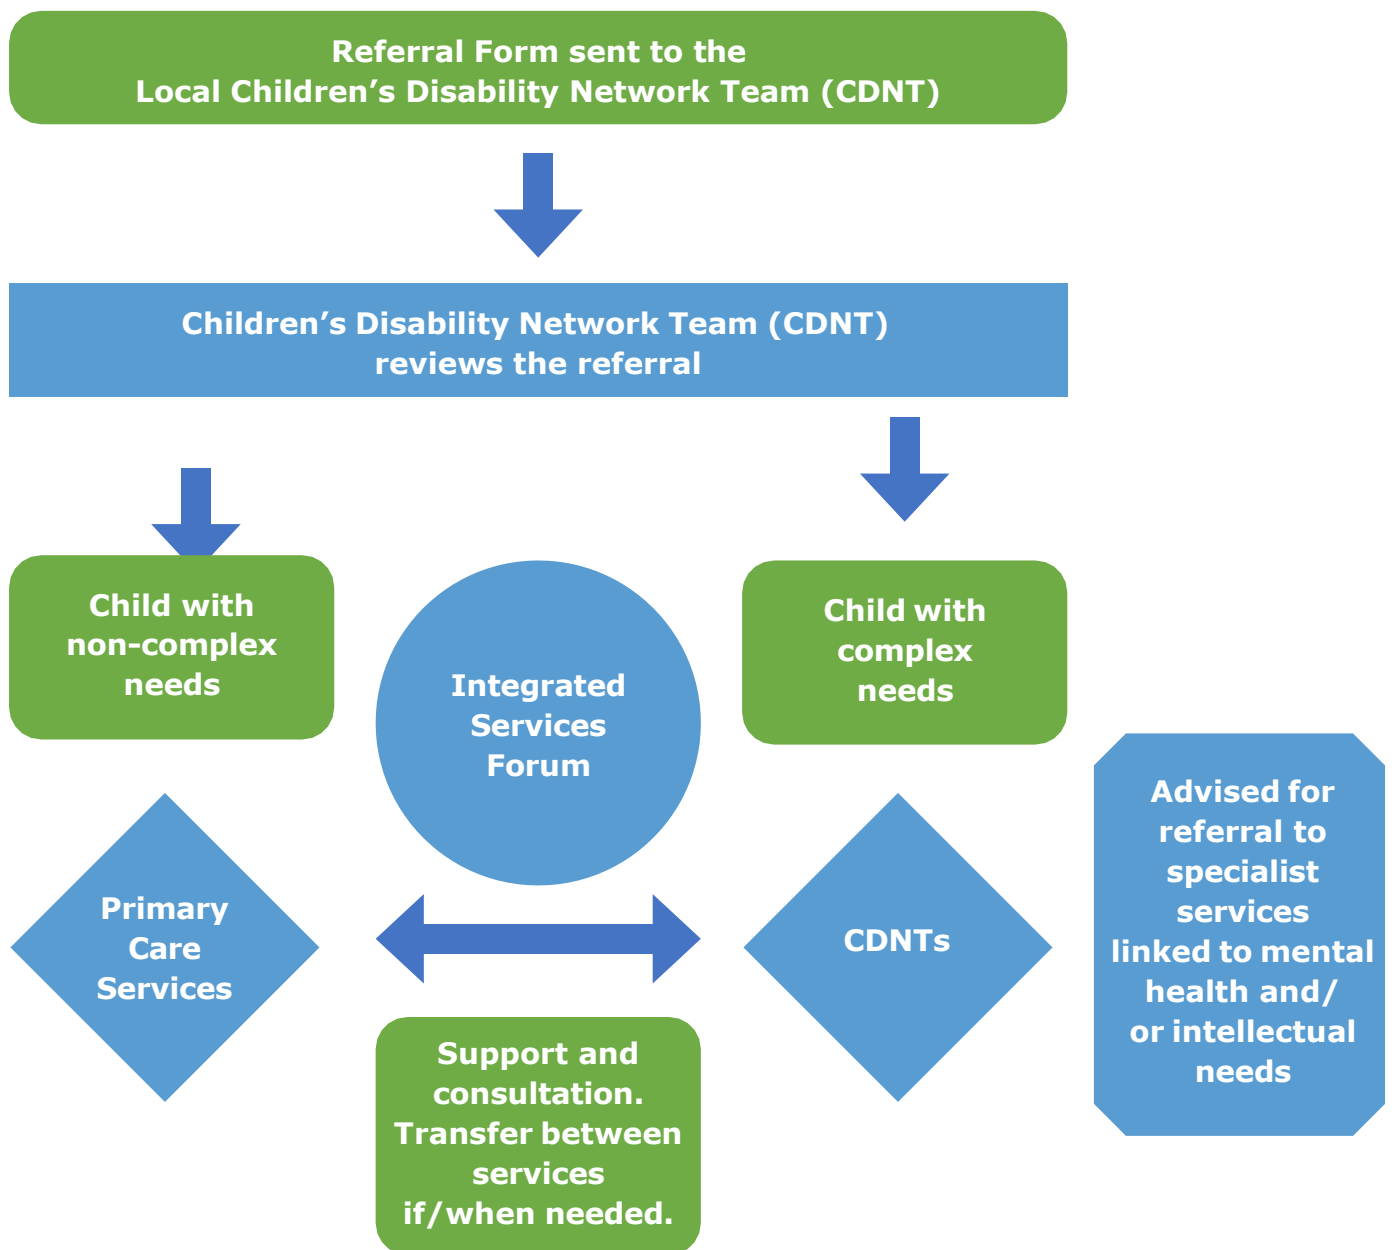 Referral Form sent to the
Local Children’s Disability Network Team (CDNT)
Children’s Disability Network Team (CDNT)
reviews the referral
Child with
non-complex
needs
Integrated
Services
Forum
Child with
complex
needs
Primary
Care
Services
CDNTs
Advised for
referral to
specialist
services
linked to mental
health and/
or intellectual
needs
Support and
consultation.
Transfer between
services
if/when needed.